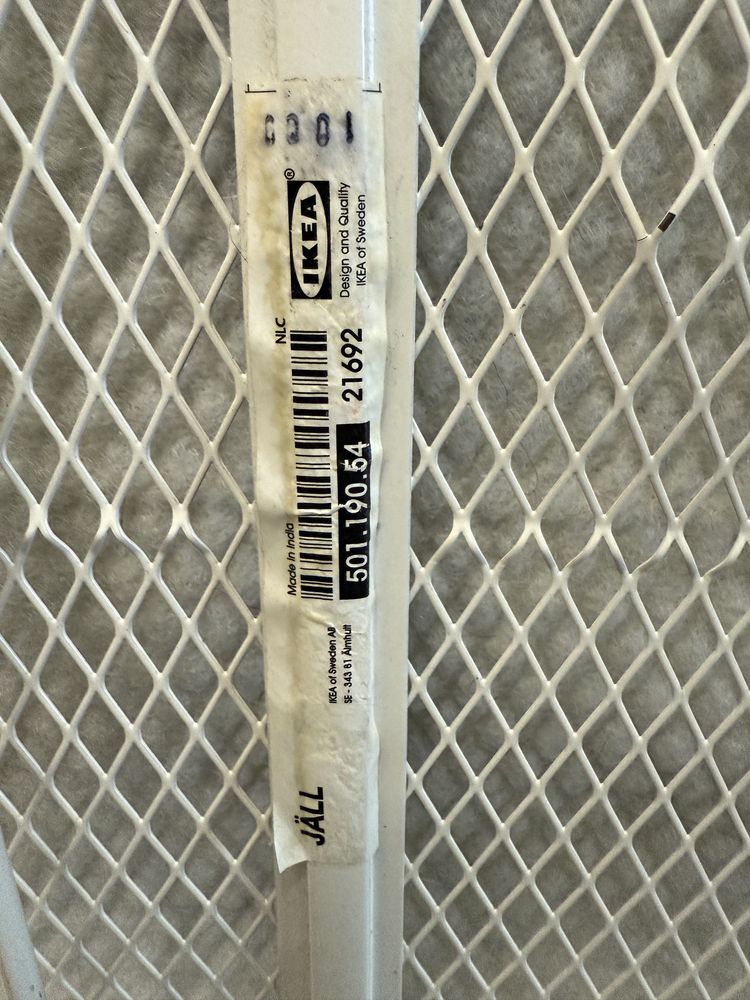 0201
IKEA®
Design and Quality
IKEA of Sweden
NLC
21692
Made in India
501.190.54
IKEA of Sweden AB
SE - 343 81 Älmhult
JÄLL